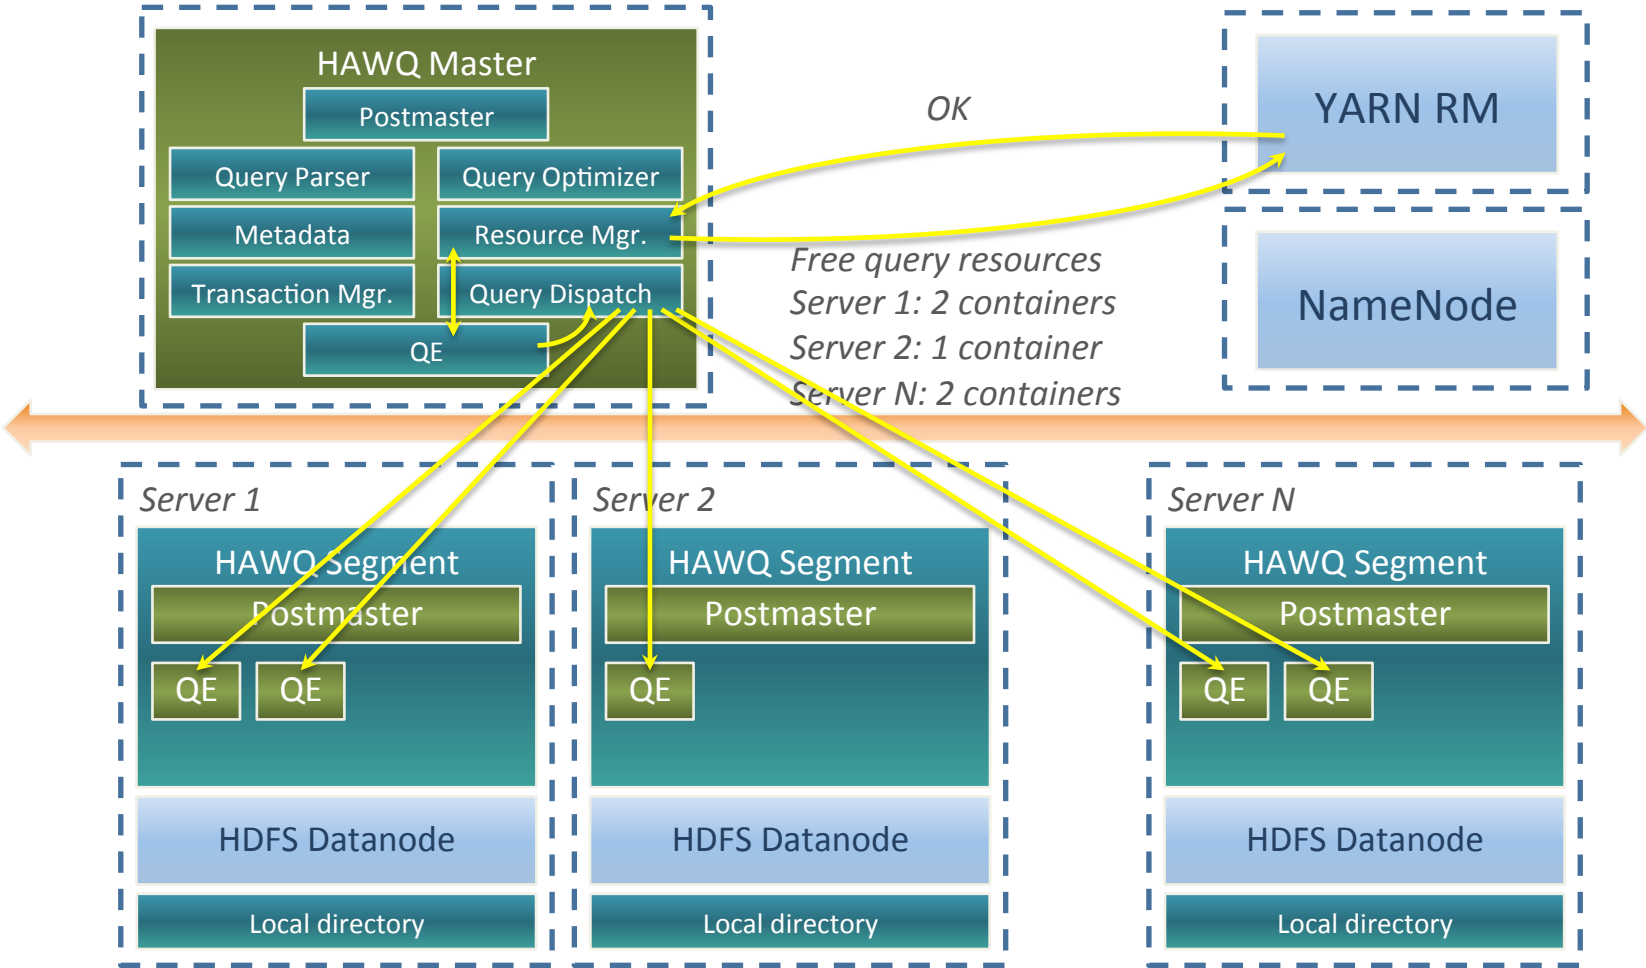 HAWQ Master
Postmaster
Query Parser
Query Optimizer
Metadata
Resource Mgr.
Transaction Mgr.
Query Dispatch
QE
OK
YARN RM
NameNode
Free query resources
Server 1: 2 containers
Server 2: 1 container
Server N: 2 containers
Server 1
HAWQ Segment
Postmaster
QE
QE
HDFS Datanode
Local directory
Server 2
HAWQ Segment
Postmaster
QE
HDFS Datanode
Local directory
Server N
HAWQ Segment
Postmaster
QE
QE
HDFS Datanode
Local directory